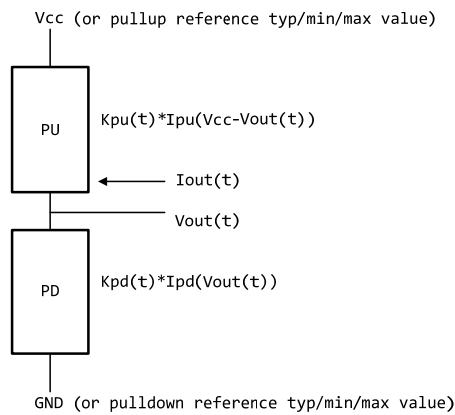 Vcc (or pullup reference typ/min/max value)
PU
Kpu(t)*Ipu(Vcc-Vout(t))
Iout(t)
Vout(t)
PD
Kpd(t)*Ipd(Vout(t))
GND (or pulldown reference typ/min/max value)